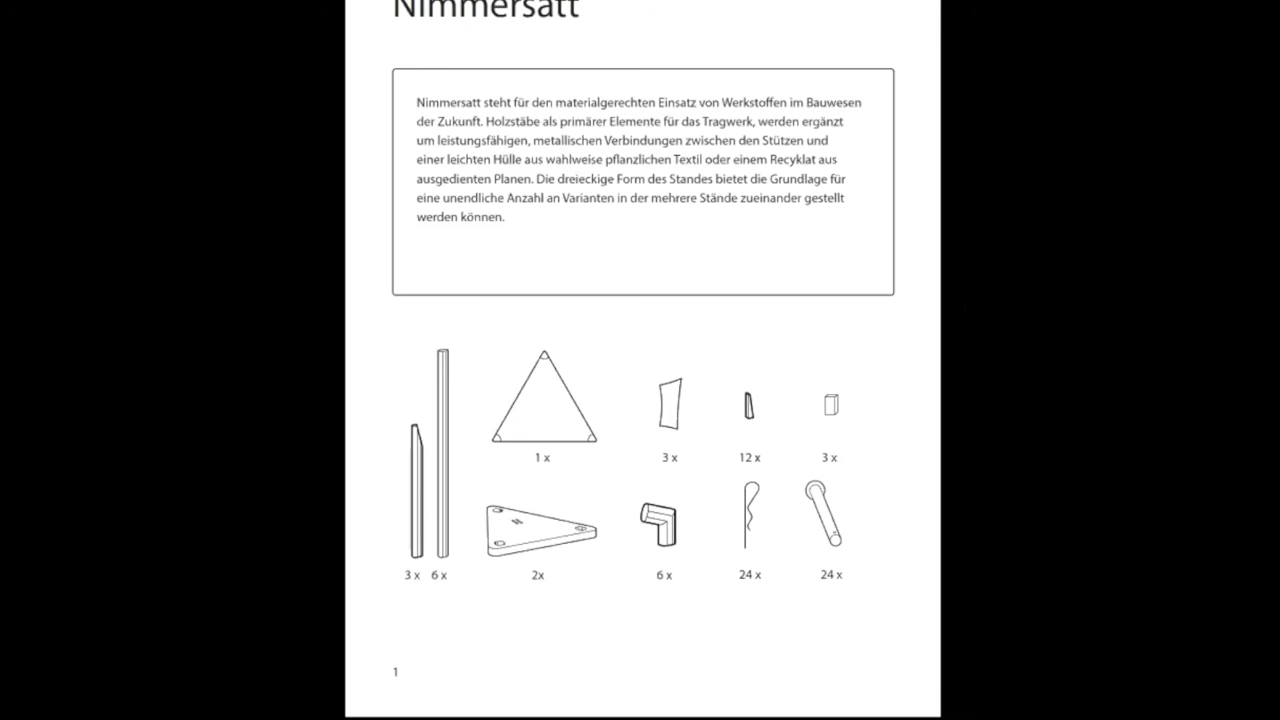 Nimmersatt
Nimmersatt steht für den materialgerechten Einsatz von Werkstoffen im Bauwesen
der Zukunft. Holzstäbe als primärer Elemente für das Tragwerk, werden ergänzt
um leistungsfähigen, metallischen Verbindungen zwischen den Stützen und
einer leichten Hülle aus wahlweise pflanzlichen Textil oder einem Recyklat aus
ausgedienten Planen. Die dreieckige Form des Standes bietet die Grundlage für
eine unendliche Anzahl an Varianten in der mehrere Stände zueinander gestellt
werden können.
1 x
3 x
12 x
3 x
3 x
6 x
2x
6 x
24 x
24 x
1